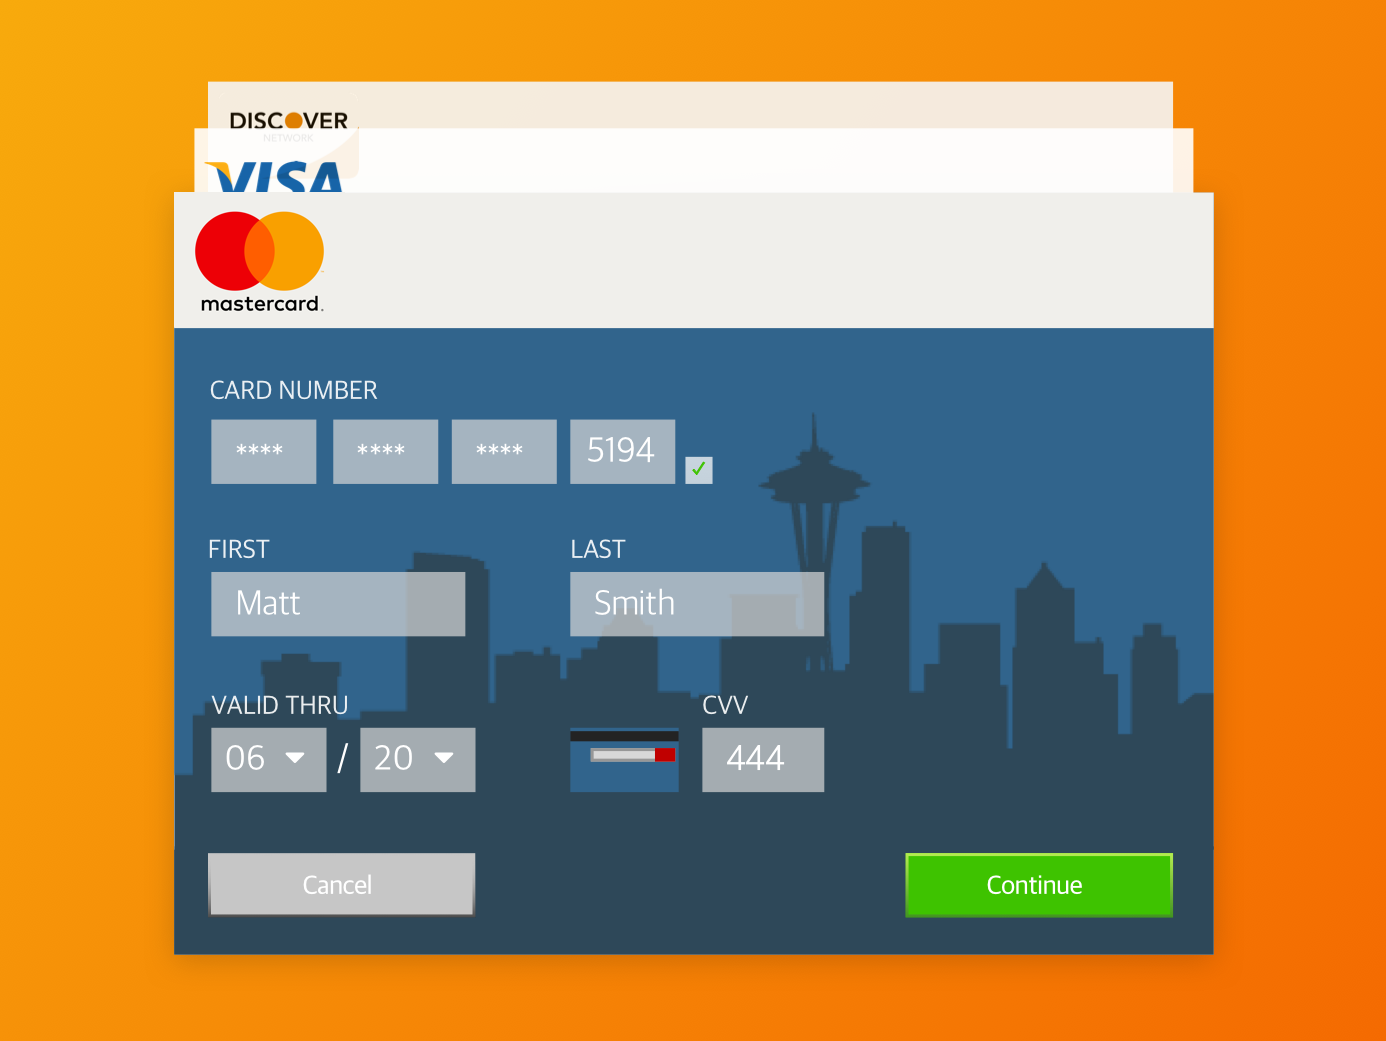 DISCOVER
NETWORK
VISA
mastercard.
CARD NUMBER
**** **** **** 5194
FIRST LAST
Matt Smith
VALID THRU CVV
06 / 20 444
Cancel Continue